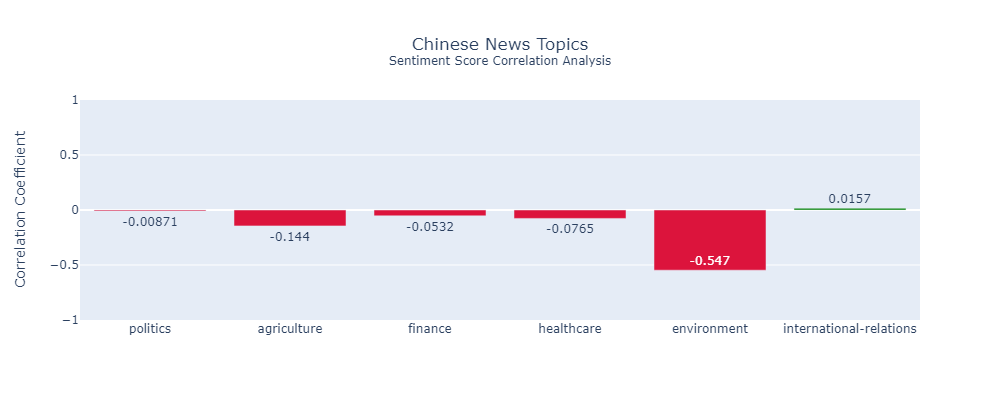 Chinese News Topics
Sentiment Score Correlation Analysis
Correlation Coefficient
1
0.5
0
−0.5
−1
-0.00871
-0.144
-0.0532
-0.0765
-0.547
0.0157
politics
agriculture
finance
healthcare
environment
international-relations